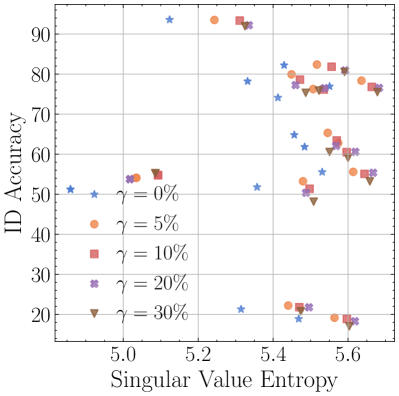 90
80
70
60
50
40
30
20
ID Accuracy
γ = 0%
γ = 5%
γ = 10%
γ = 20%
γ = 30%
5.0 5.2 5.4 5.6
Singular Value Entropy